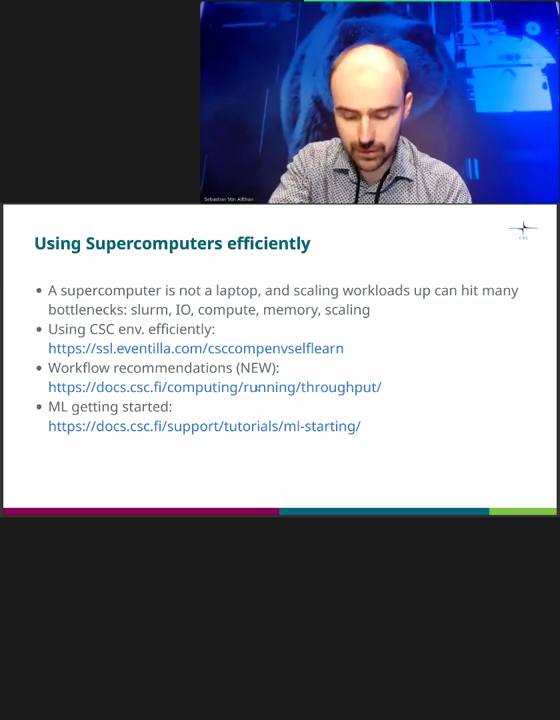 Sebastian Von Alfthan
Using Supercomputers efficiently
CSC
• A supercomputer is not a laptop, and scaling workloads up can hit many
bottlenecks: slurm, IO, compute, memory, scaling
• Using CSC env. efficiently:
https://ssl.eventilla.com/csccompenvselflearn
• Workflow recommendations (NEW):
https://docs.csc.fi/computing/running/throughput/
• ML getting started:
https://docs.csc.fi/support/tutorials/ml-starting/